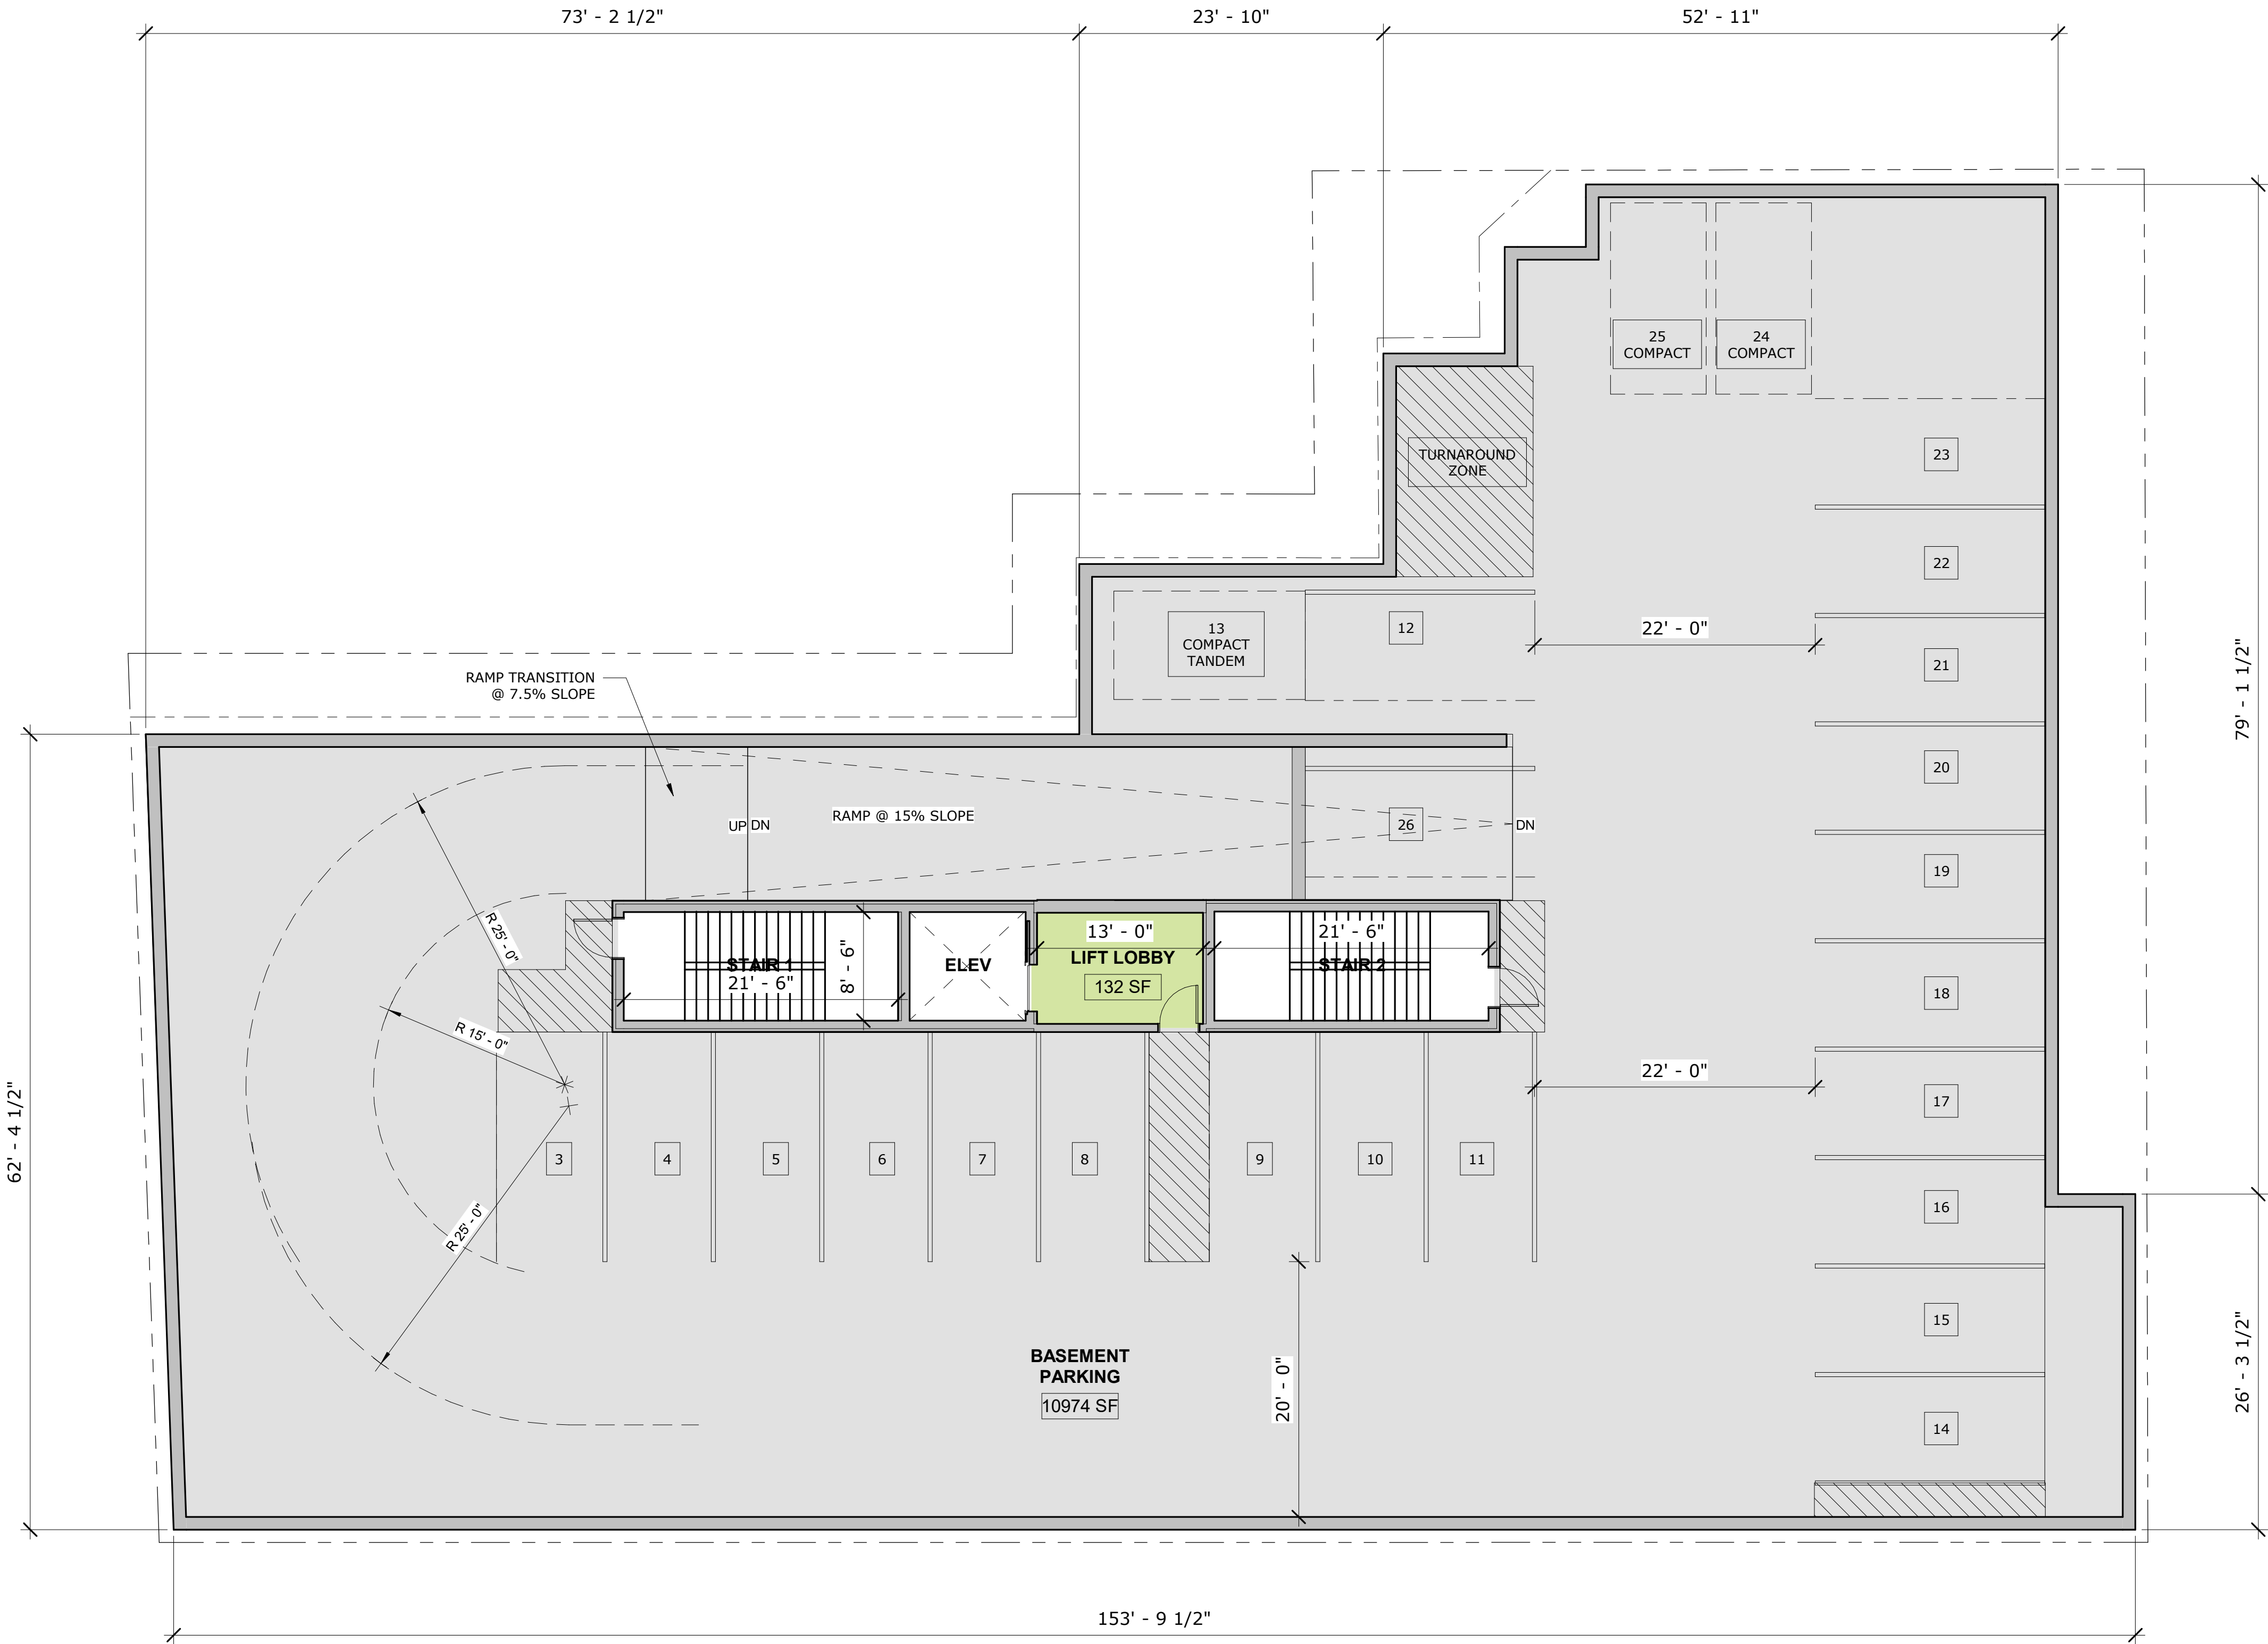 73' - 2 1/2"
23' - 10"
52' - 11"
25
COMPACT
24
COMPACT
TURNAROUND
ZONE
23
22
13
COMPACT
TANDEM
12
22' - 0"
21
79' - 1 1/2"
RAMP TRANSITION
@ 7.5% SLOPE
20
RAMP @ 15% SLOPE
UP
DN
26
DN
19
R 25' - 0"
13' - 0"
21' - 6"
LIFT LOBBY
132 SF
STAIR 1
21' - 6"
8' - 6"
ELEV
STAIR 2
18
R 15' - 0"
22' - 0"
17
62' - 4 1/2"
3
4
5
6
7
8
9
10
11
16
R 25' - 0"
15
BASEMENT
PARKING
10974 SF
20' - 0"
26' - 3 1/2"
14
153' - 9 1/2"